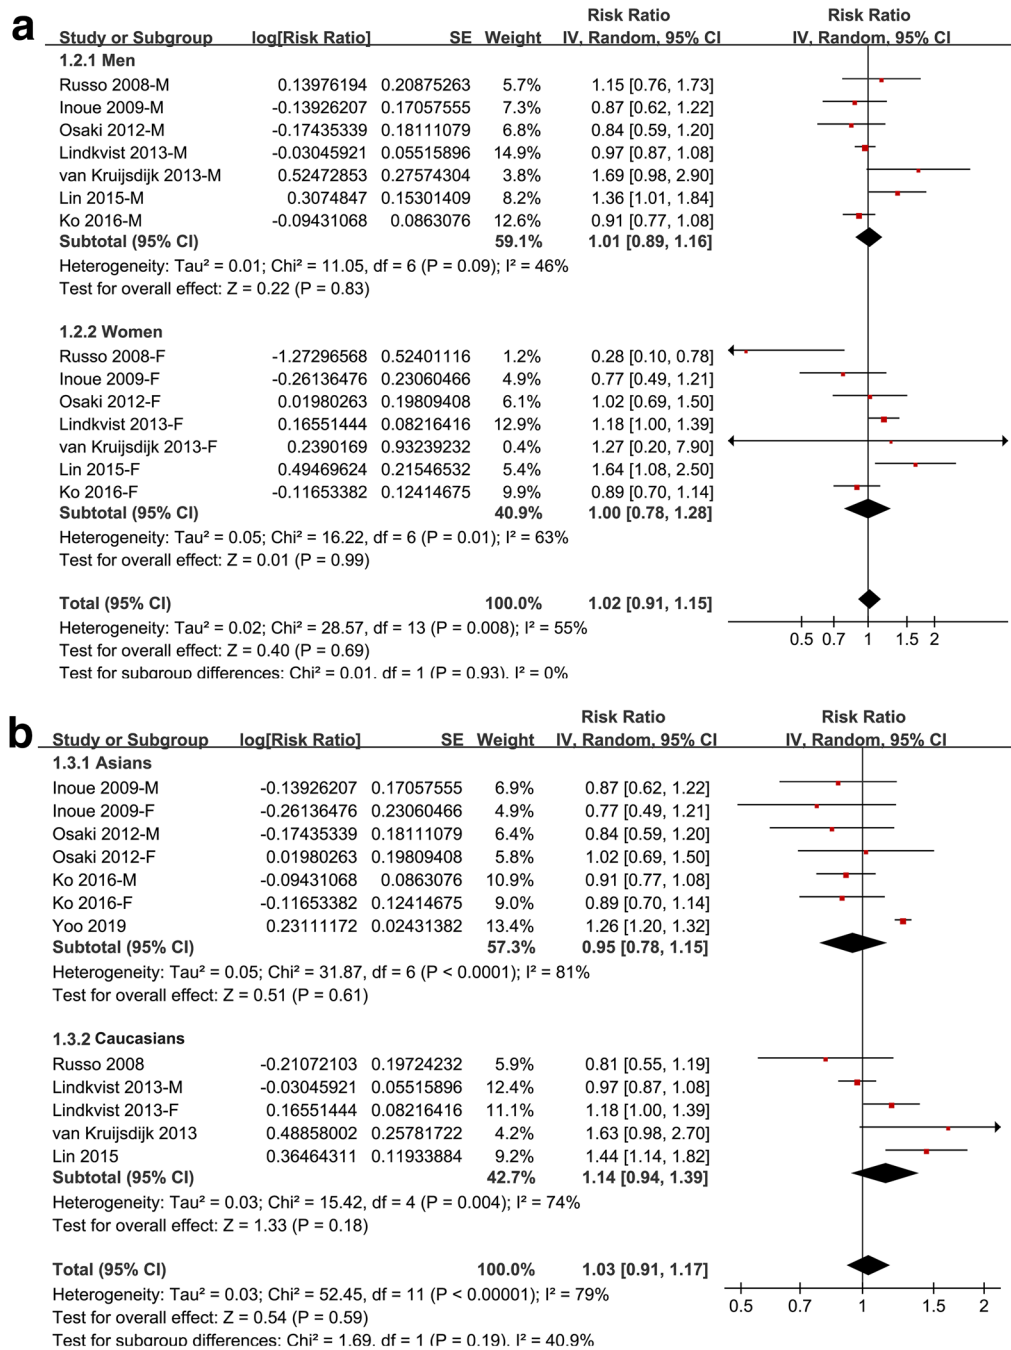 a
Risk Ratio Risk Ratio
Study or Subgroup log[Risk Ratio] SE Weight IV, Random, 95% CI IV, Random, 95% CI
1.2.1 Men
Russo 2008-M 0.13976194 0.20875263 5.7% 1.15 [0.76, 1.73]
Inoue 2009-M -0.13926207 0.17057555 7.3% 0.87 [0.62, 1.22]
Osaki 2012-M -0.17435339 0.18111079 6.8% 0.84 [0.59, 1.20]
Lindkvist 2013-M -0.03045921 0.05515896 14.9% 0.97 [0.87, 1.08]
van Kruijsdijk 2013-M 0.52472853 0.27574304 3.8% 1.69 [0.98, 2.90]
Lin 2015-M 0.3074847 0.15301409 8.2% 1.36 [1.01, 1.84]
Ko 2016-M -0.09431068 0.0863076 12.6% 0.91 [0.77, 1.08]
Subtotal (95% CI) 59.1% 1.01 [0.89, 1.16]
Heterogeneity: Tau² = 0.01; Chi² = 11.05, df = 6 (P = 0.09); I² = 46%
Test for overall effect: Z = 0.22 (P = 0.83)
1.2.2 Women
Russo 2008-F -1.27296568 0.52401116 1.2% 0.28 [0.10, 0.78]
Inoue 2009-F -0.26136476 0.23060466 4.9% 0.77 [0.49, 1.21]
Osaki 2012-F 0.01980263 0.19809408 6.1% 1.02 [0.69, 1.50]
Lindkvist 2013-F 0.16551444 0.08216416 12.9% 1.18 [1.00, 1.39]
van Kruijsdijk 2013-F 0.2390169 0.93239232 0.4% 1.27 [0.20, 7.90]
Lin 2015-F 0.49469624 0.21546532 5.4% 1.64 [1.08, 2.50]
Ko 2016-F -0.11653382 0.12414675 9.9% 0.89 [0.70, 1.14]
Subtotal (95% CI) 40.9% 1.00 [0.78, 1.28]
Heterogeneity: Tau² = 0.05; Chi² = 16.22, df = 6 (P = 0.01); I² = 63%
Test for overall effect: Z = 0.01 (P = 0.99)
Total (95% CI) 100.0% 1.02 [0.91, 1.15]
Heterogeneity: Tau² = 0.02; Chi² = 28.57, df = 13 (P = 0.008); I² = 55%
Test for overall effect: Z = 0.40 (P = 0.69)
Test for subgroup differences: Chi² = 0.01, df = 1 (P = 0.93), I² = 0%
0.5 0.7 1 1.5 2
b
Risk Ratio Risk Ratio
Study or Subgroup log[Risk Ratio] SE Weight IV, Random, 95% CI IV, Random, 95% CI
1.3.1 Asians
Inoue 2009-M -0.13926207 0.17057555 6.9% 0.87 [0.62, 1.22]
Inoue 2009-F -0.26136476 0.23060466 4.9% 0.77 [0.49, 1.21]
Osaki 2012-M -0.17435339 0.18111079 6.4% 0.84 [0.59, 1.20]
Osaki 2012-F 0.01980263 0.19809408 5.8% 1.02 [0.69, 1.50]
Ko 2016-M -0.09431068 0.0863076 10.9% 0.91 [0.77, 1.08]
Ko 2016-F -0.11653382 0.12414675 9.0% 0.89 [0.70, 1.14]
Yoo 2019 0.23111172 0.02431382 13.4% 1.26 [1.20, 1.32]
Subtotal (95% CI) 57.3% 0.95 [0.78, 1.15]
Heterogeneity: Tau² = 0.05; Chi² = 31.87, df = 6 (P < 0.0001); I² = 81%
Test for overall effect: Z = 0.51 (P = 0.61)
1.3.2 Caucasians
Russo 2008 -0.21072103 0.19724232 5.9% 0.81 [0.55, 1.19]
Lindkvist 2013-M -0.03045921 0.05515896 12.4% 0.97 [0.87, 1.08]
Lindkvist 2013-F 0.16551444 0.08216416 11.1% 1.18 [1.00, 1.39]
van Kruijsdijk 2013 0.48858002 0.25781722 4.2% 1.63 [0.98, 2.70]
Lin 2015 0.36464311 0.11933884 9.2% 1.44 [1.14, 1.82]
Subtotal (95% CI) 42.7% 1.14 [0.94, 1.39]
Heterogeneity: Tau² = 0.03; Chi² = 15.42, df = 4 (P = 0.004); I² = 74%
Test for overall effect: Z = 1.33 (P = 0.18)
Total (95% CI) 100.0% 1.03 [0.91, 1.17]
Heterogeneity: Tau² = 0.03; Chi² = 52.45, df = 11 (P < 0.00001); I² = 79%
Test for overall effect: Z = 0.54 (P = 0.59)
Test for subgroup differences: Chi² = 1.69, df = 1 (P = 0.19), I² = 40.9%
0.5 0.7 1 1.5 2